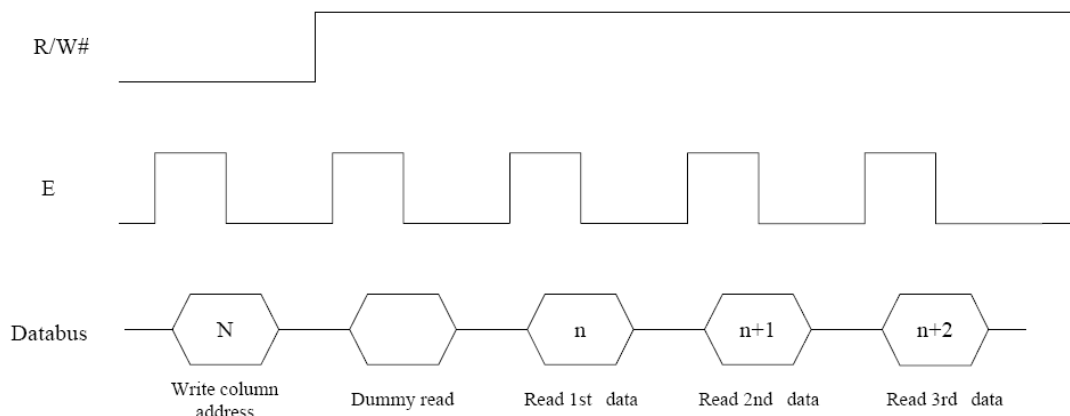 R/W#
E
Databus
N
n
n+1
n+2
Write column
address
Dummy read
Read 1st data
Read 2nd data
Read 3rd data